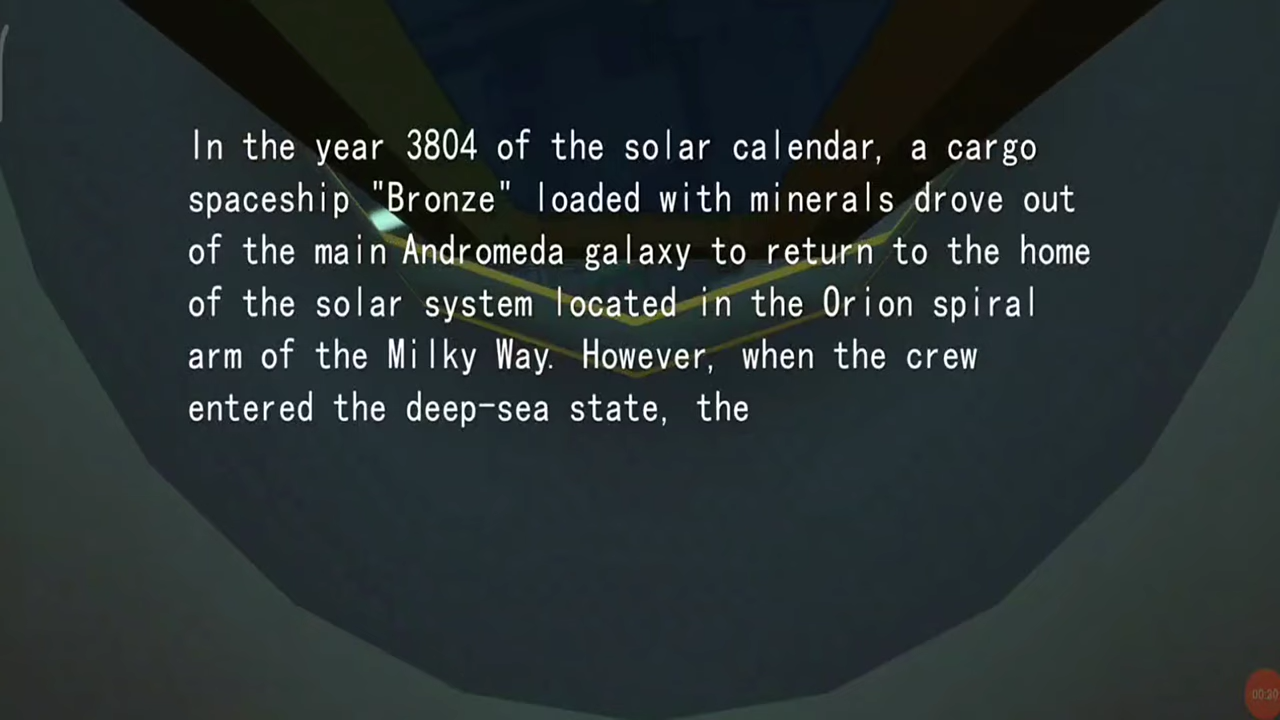 In the year 3804 of the solar calendar, a cargo
spaceship "Bronze" loaded with minerals drove out
of the main Andromeda galaxy to return to the home
of the solar system located in the Orion spiral
arm of the Milky Way. However, when the crew
entered the deep-sea state, the
00:20